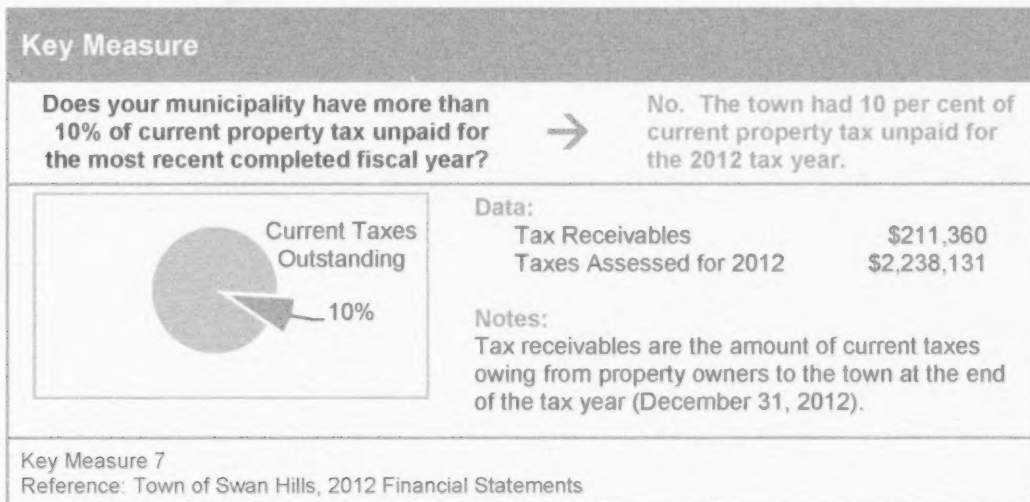 Key Measure
Does your municipality have more than
10% of current property tax unpaid for
the most recent completed fiscal year?
No. The town had 10 per cent of
current property tax unpaid for
the 2012 tax year.
Current Taxes
Outstanding
10%
Data:
Tax Receivables $211,360
Taxes Assessed for 2012 $2,238,131
Notes:
Tax receivables are the amount of current taxes
owing from property owners to the town at the end
of the tax year (December 31, 2012).
Key Measure 7
Reference: Town of Swan Hills, 2012 Financial Statements